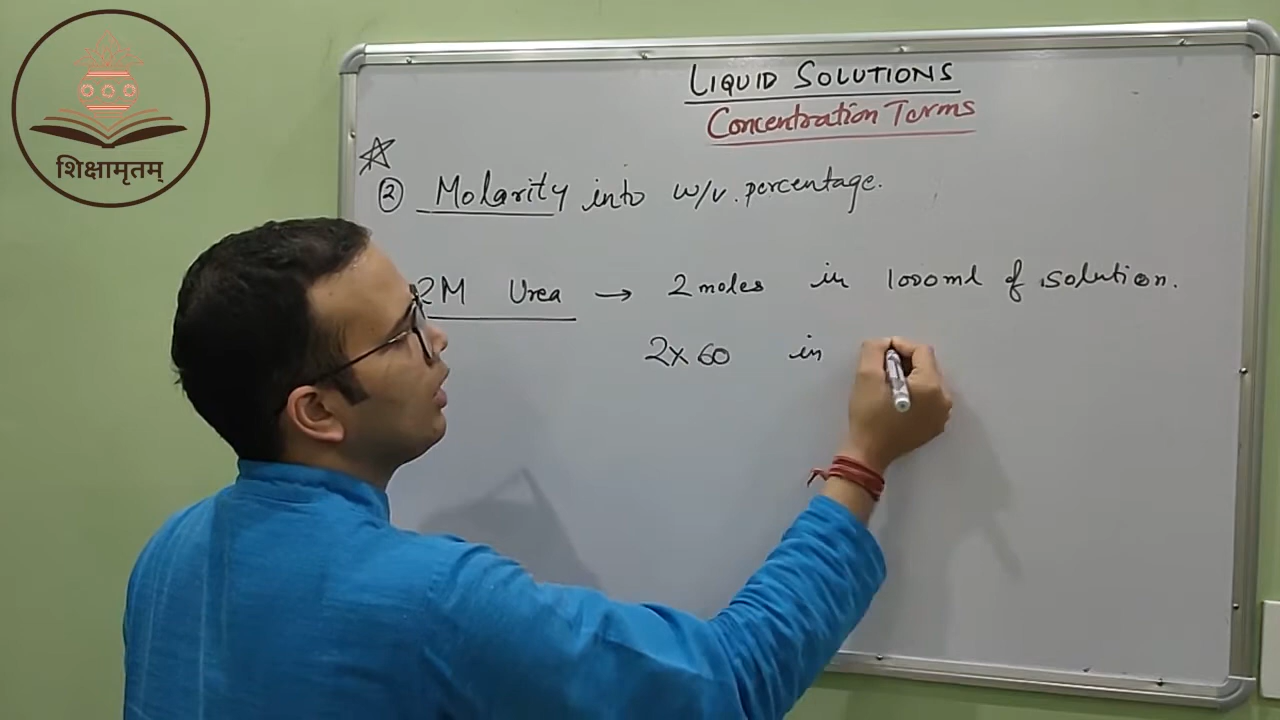 शिक्षामृतम्
LIQUID SOLUTIONS
Concentration Terms
② Molarity into w/v. percentage.
2M Urea → 2 moles in 1000ml of solution.
2x60 in